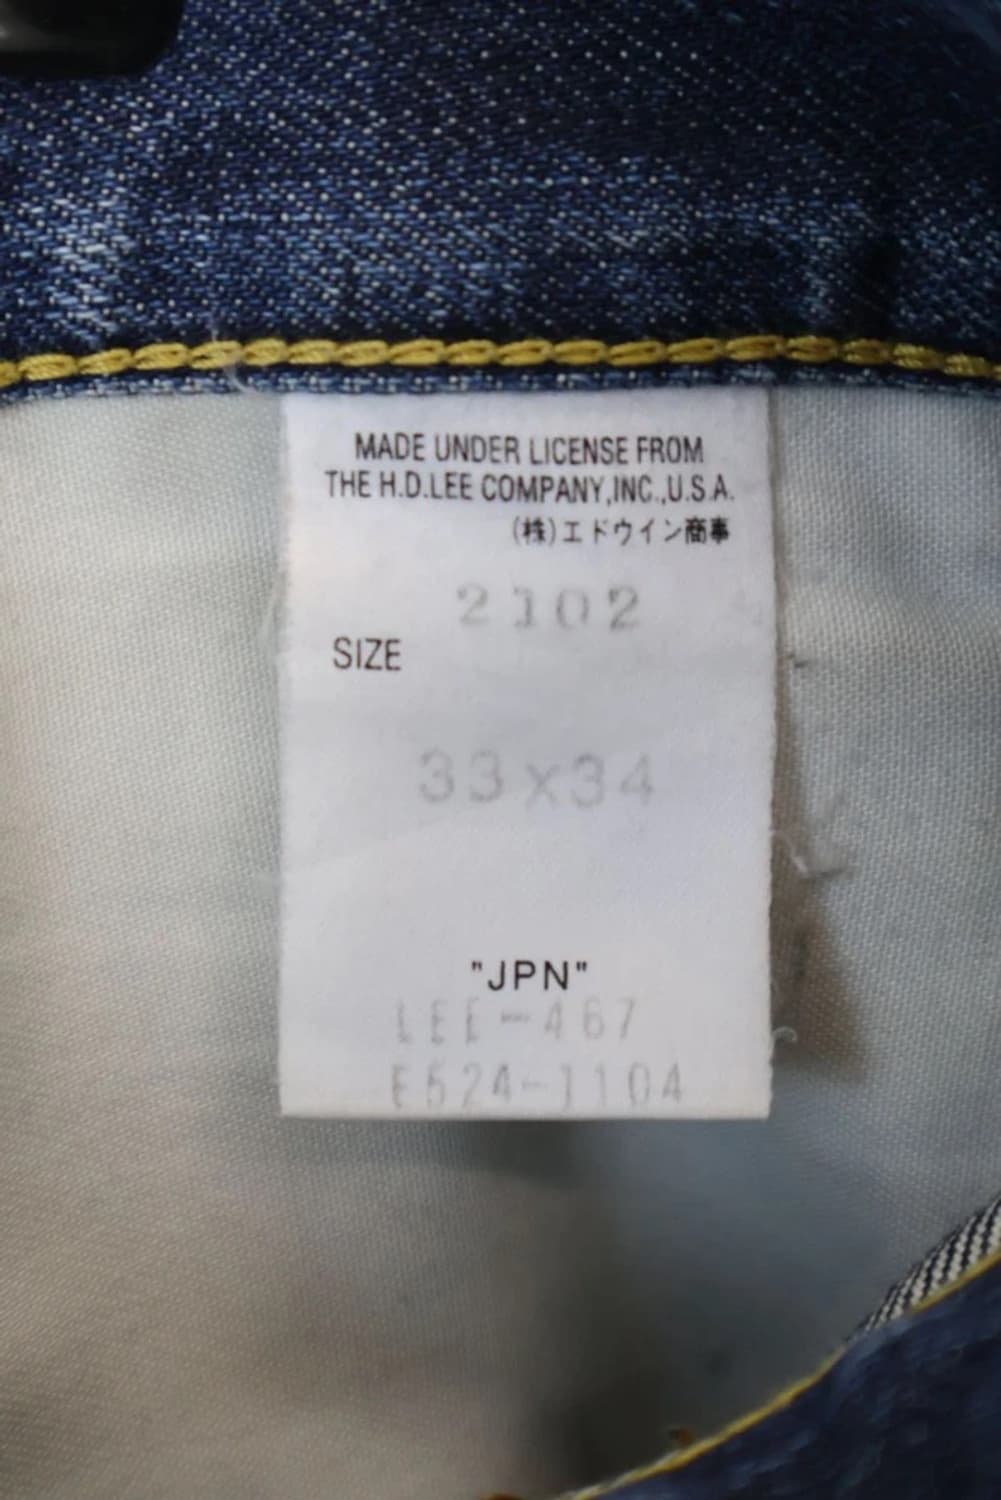 MADE UNDER LICENSE FROM
THE H.D.LEE COMPANY,INC.,U.S.A.
(株)エドウイン商事
2102
SIZE
33x34
"JPN"
LEE-467
E524-1104